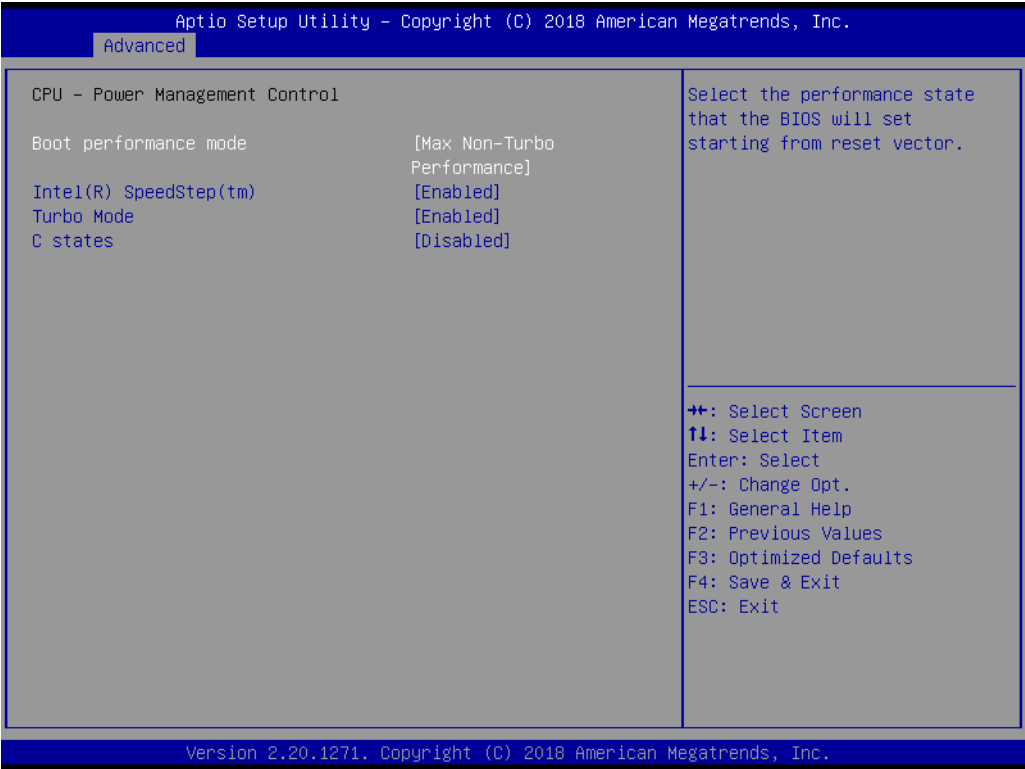 Aptio Setup Utility – Copyright (C) 2018 American Megatrends, Inc.
Advanced
CPU – Power Management Control
Boot performance mode [Max Non-Turbo
Performance]
Intel(R) SpeedStep(tm) [Enabled]
Turbo Mode [Enabled]
C states [Disabled]
Select the performance state
that the BIOS will set
starting from reset vector.
→←: Select Screen
↑↓: Select Item
Enter: Select
+/-: Change Opt.
F1: General Help
F2: Previous Values
F3: Optimized Defaults
F4: Save & Exit
ESC: Exit
Version 2.20.1271. Copyright (C) 2018 American Megatrends, Inc.